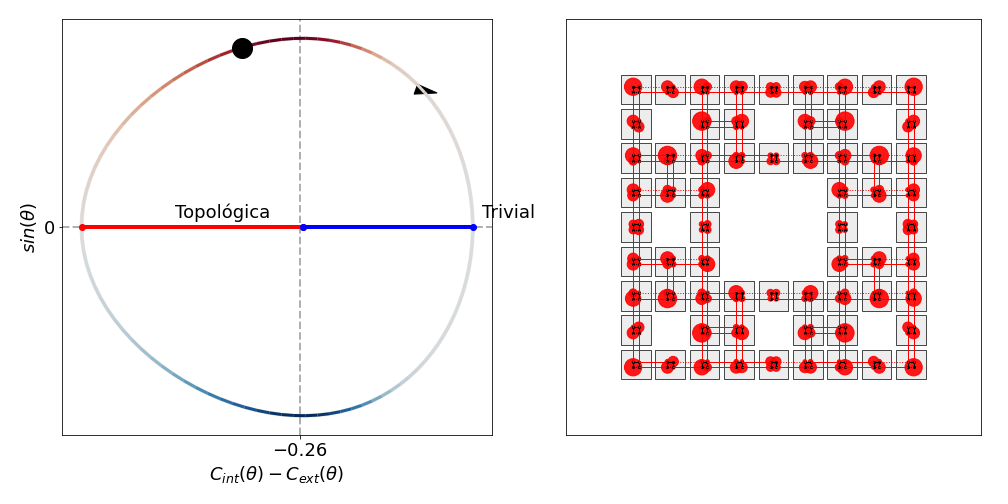 Topológica
Trivial
sin(θ)
0
−0.26
C_int(θ) − C_ext(θ)